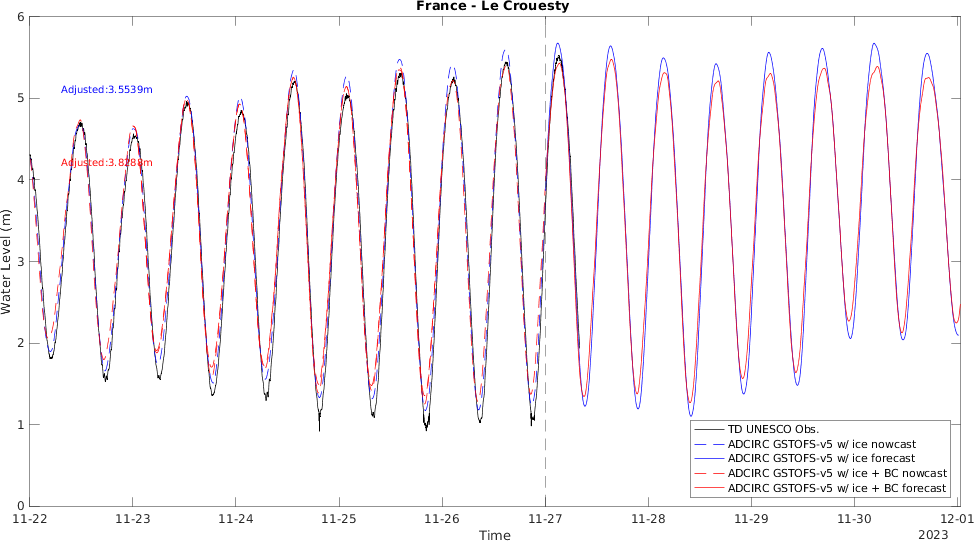 France - Le Crouesty
Water Level (m)
6
5
4
3
2
1
0
Adjusted:3.5539m
Adjusted:3.8288m
TD UNESCO Obs.
ADCIRC GSTOFS-v5 w/ ice nowcast
ADCIRC GSTOFS-v5 w/ ice forecast
ADCIRC GSTOFS-v5 w/ ice + BC nowcast
ADCIRC GSTOFS-v5 w/ ice + BC forecast
11-22 11-23 11-24 11-25 11-26 11-27 11-28 11-29 11-30 12-01
Time
2023